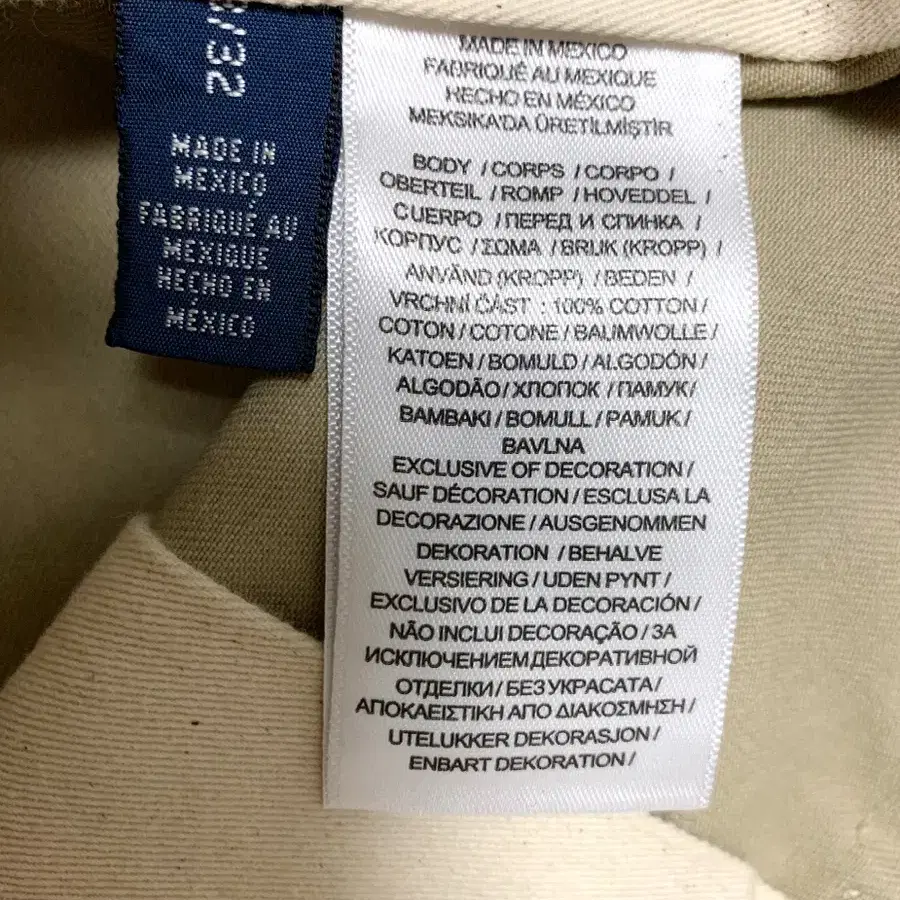 /32
MADE IN
MEXICO
FABRIQUÉ AU
MEXIQUE
HECHO EN
MÉXICO
MADE IN MEXICO
FABRIQUÉ AU MEXIQUE
HECHO EN MÉXICO
MEKSIKA'DA ÜRETİLMİŞTİR
BODY / CORPS / CORPO /
OBERTEIL / ROMP / HOVEDDEL /
CUERPO / ПЕРЕД И СПИНКА /
КОРПУС / ΣΩΜΑ / BRUK (KROPP) /
ANVÄND (KROPP) / BEDEN /
VRCHNÍ ČÁST : 100% COTTON /
COTON / COTONE / BAUMWOLLE /
KATOEN / BOMULD / ALGODÓN /
ALGODÃO / ХЛОПОК / ПАМУК /
BAMBAKI / BOMULL / PAMUK /
BAVLNA
EXCLUSIVE OF DECORATION /
SAUF DÉCORATION / ESCLUSA LA
DECORAZIONE / AUSGENOMMEN
DEKORATION / BEHALVE
VERSIERING / UDEN PYNT /
EXCLUSIVO DE LA DECORACIÓN /
NÃO INCLUI DECORAÇÃO / ЗА
ИСКЛЮЧЕНИЕМ ДЕКОРАТИВНОЙ
ОТДЕЛКИ / БЕЗ УКРАСАТА /
ΑΠΟΚΛΕΙΣΤΙΚΗ ΑΠΟ ΔΙΑΚΟΣΜΗΣΗ /
UTELUKKER DEKORASJON /
ENBART DEKORATION /